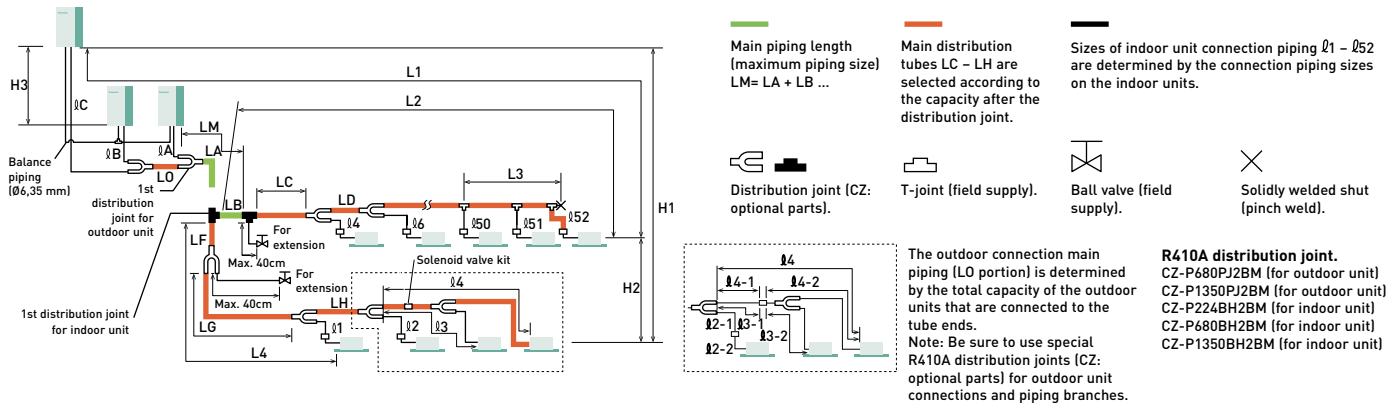 H3
ℓC
L1
L2
LM
ℓB
ℓA
LA
LO
Balance
piping
(Ø6,35 mm)
1st
distribution
joint for
outdoor unit
LB
LC
LD
L3
ℓ4
ℓ6
ℓ50
ℓ51
ℓ52
H1
H2
For
extension
Max. 40cm
LF
For
extension
Max. 40cm
Solenoid valve kit
1st distribution joint
for indoor unit
LG
LH
ℓ4
ℓ1
ℓ2
ℓ3
L4
ℓ4
ℓ4-1
ℓ4-2
ℓ2-1
ℓ3-1
ℓ3-2
ℓ2-2
Main piping length
(maximum piping size)
LM= LA + LB ...
Main distribution
tubes LC – LH are
selected according to
the capacity after the
distribution joint.
Sizes of indoor unit connection piping ℓ1 – ℓ52
are determined by the connection piping sizes
on the indoor units.
Distribution joint (CZ:
optional parts).
T-joint (field supply).
Ball valve (field
supply).
Solidly welded shut
(pinch weld).
The outdoor connection main
piping (LO portion) is determined
by the total capacity of the outdoor
units that are connected to the
tube ends.
Note: Be sure to use special
R410A distribution joints (CZ:
optional parts) for outdoor unit
connections and piping branches.
R410A distribution joint.
CZ-P680PJ2BM (for outdoor unit)
CZ-P1350PJ2BM (for outdoor unit)
CZ-P224BH2BM (for indoor unit)
CZ-P680BH2BM (for indoor unit)
CZ-P1350BH2BM (for indoor unit)